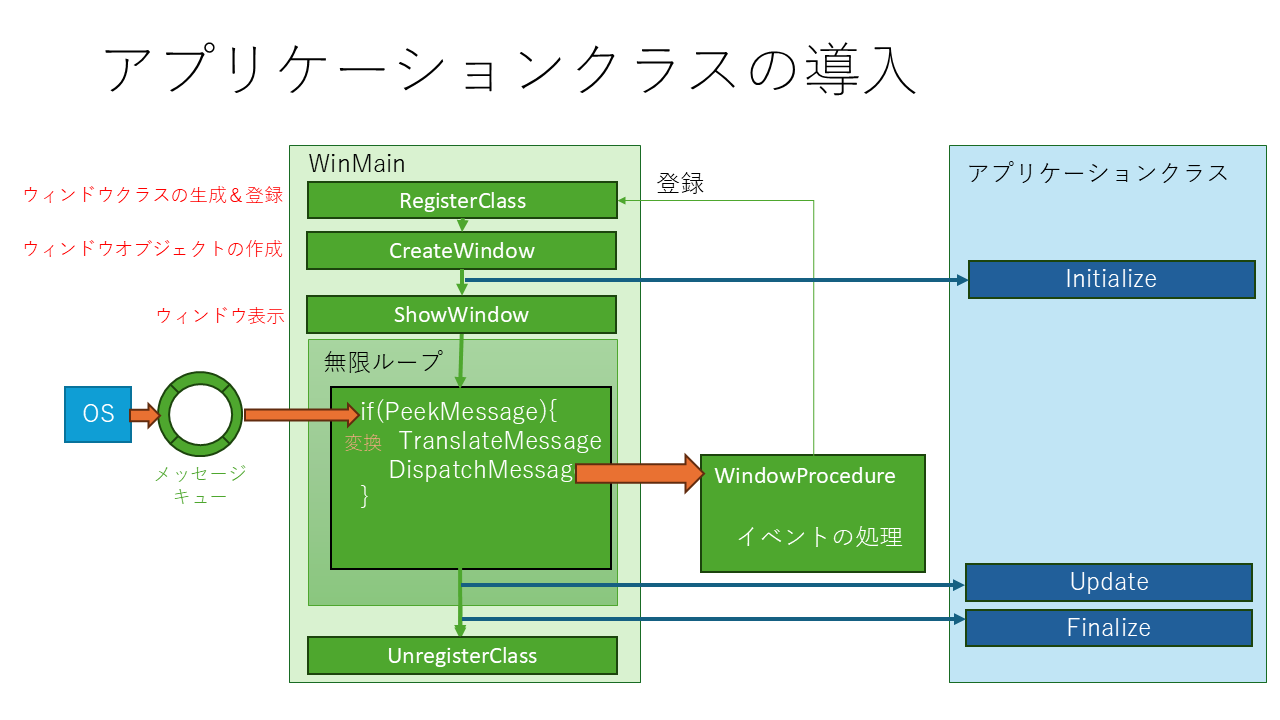 アプリケーションクラスの導入
WinMain
アプリケーションクラス
ウィンドウクラスの生成＆登録
RegisterClass
登録
ウィンドウオブジェクトの作成
CreateWindow
Initialize
ウィンドウ表示
ShowWindow
無限ループ
OS
if(PeekMessage){
変換 TranslateMessage
DispatchMessag
}
メッセージ
キュー
WindowProcedure
イベントの処理
Update
Finalize
UnregisterClass